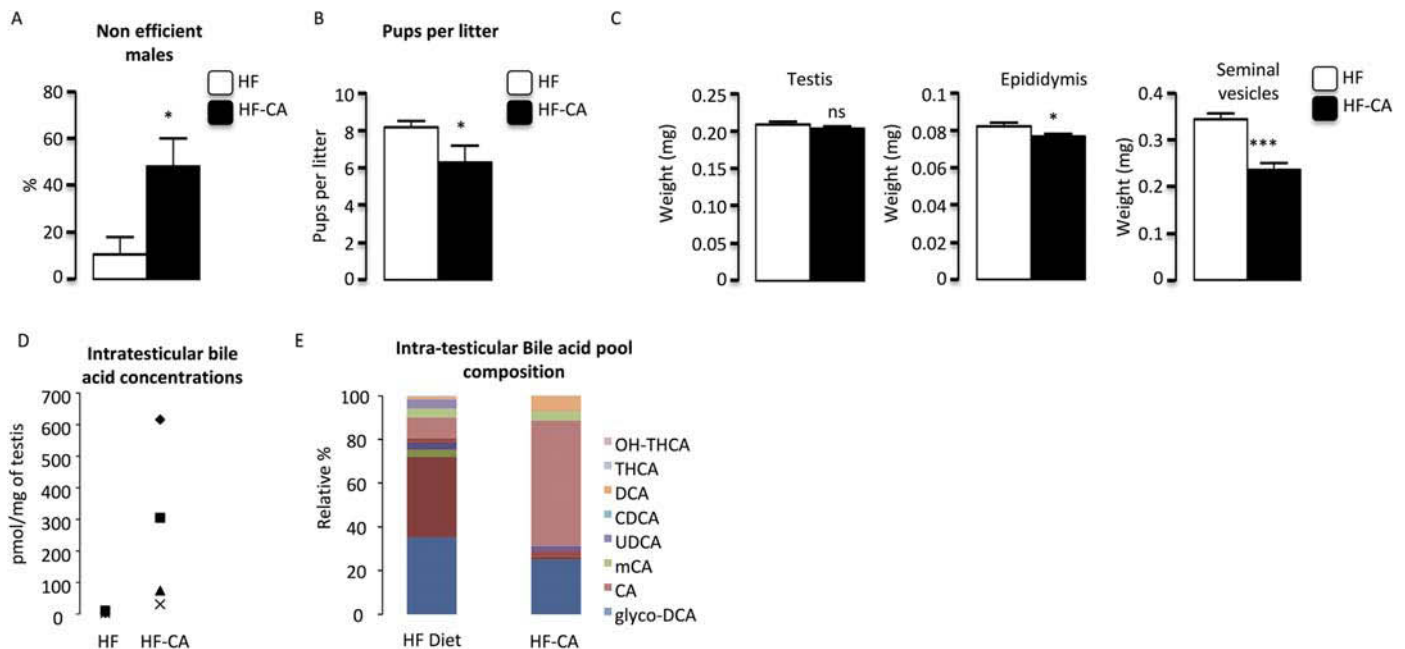 A
Non efficient
males
HF
HF-CA
80
60
40
20
0
%
*
B
Pups per litter
10
8
6
4
2
0
Pups per litter
*
HF
HF-CA
C
Testis
0.25
0.20
0.15
0.10
0.05
0
Weight (mg)
ns
Epididymis
0.1
0.08
0.06
0.04
0.02
0
Weight (mg)
*
Seminal
vesicles
0.4
0.3
0.2
0.1
0
Weight (mg)
***
HF
HF-CA
D
Intratesticular bile
acid concentrations
700
600
500
400
300
200
100
0
pmol/mg of testis
HF
HF-CA
E
Intra-testicular Bile acid pool
composition
100
80
60
40
20
0
Relative %
HF Diet
HF-CA
OH-THCA
THCA
DCA
CDCA
UDCA
mCA
CA
glyco-DCA